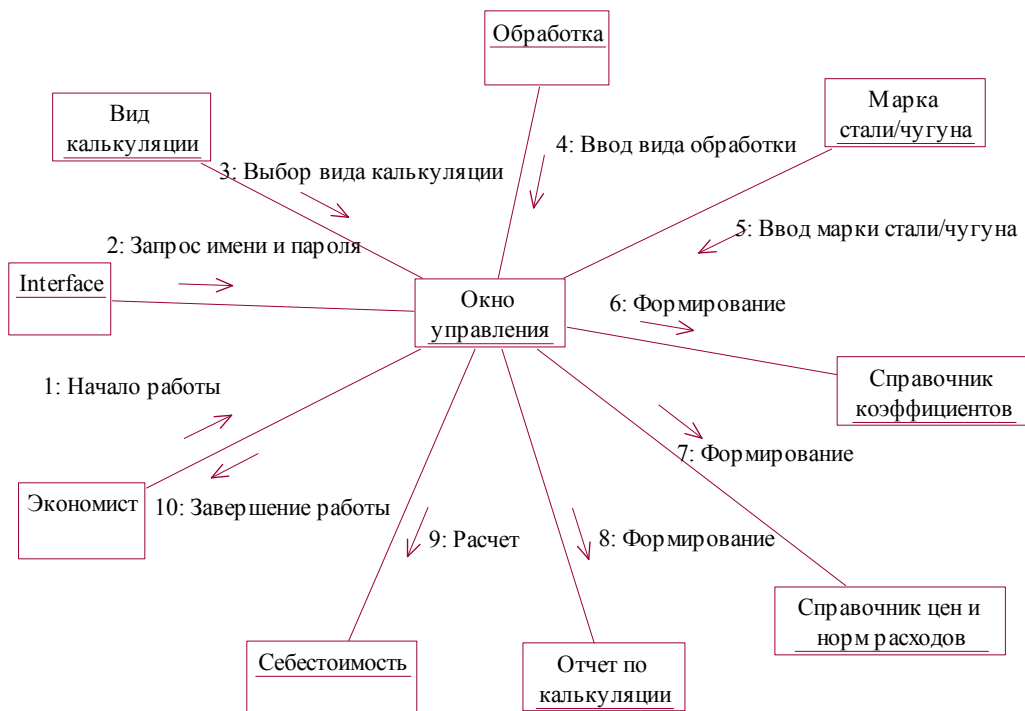 Обработка
Вид
калькуляции
Марка
стали/чугуна
3: Выбор вида калькуляции
4: Ввод вида обработки
5: Ввод марки стали/чугуна
2: Запрос имени и пароля
Interface
Окно
управления
6: Формирование
Справочник
коэффициентов
1: Начало работы
7: Формирование
Экономист
10: Завершение работы
9: Расчет
8: Формирование
Справочник цен и
норм расходов
Себестоимость
Отчет по
калькуляции